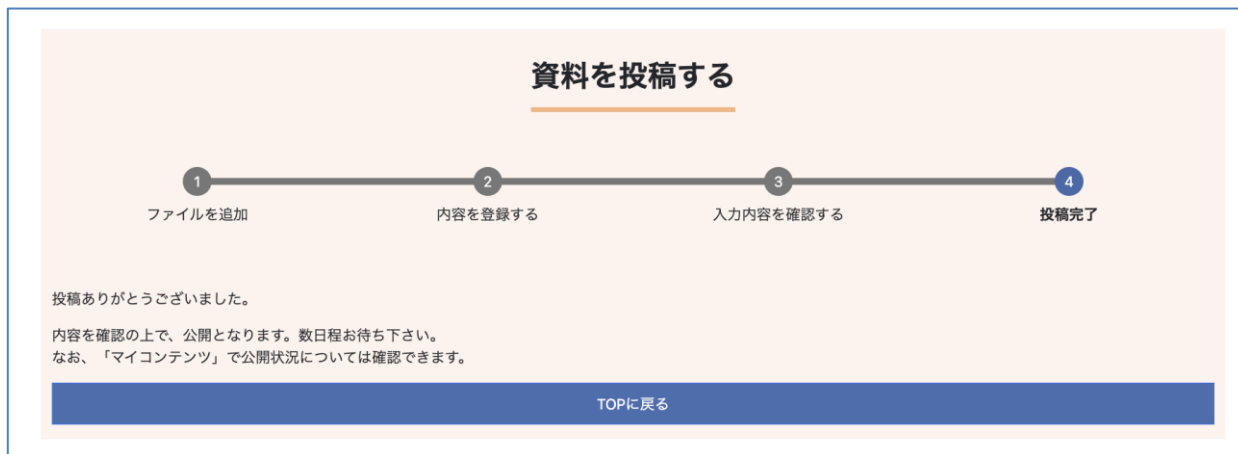 資料を投稿する
1
2
3
4
ファイルを追加
内容を登録する
入力内容を確認する
投稿完了
投稿ありがとうございました。
内容を確認の上で、公開となります。数日程お待ち下さい。
なお、「マイコンテンツ」で公開状況については確認できます。
TOPに戻る